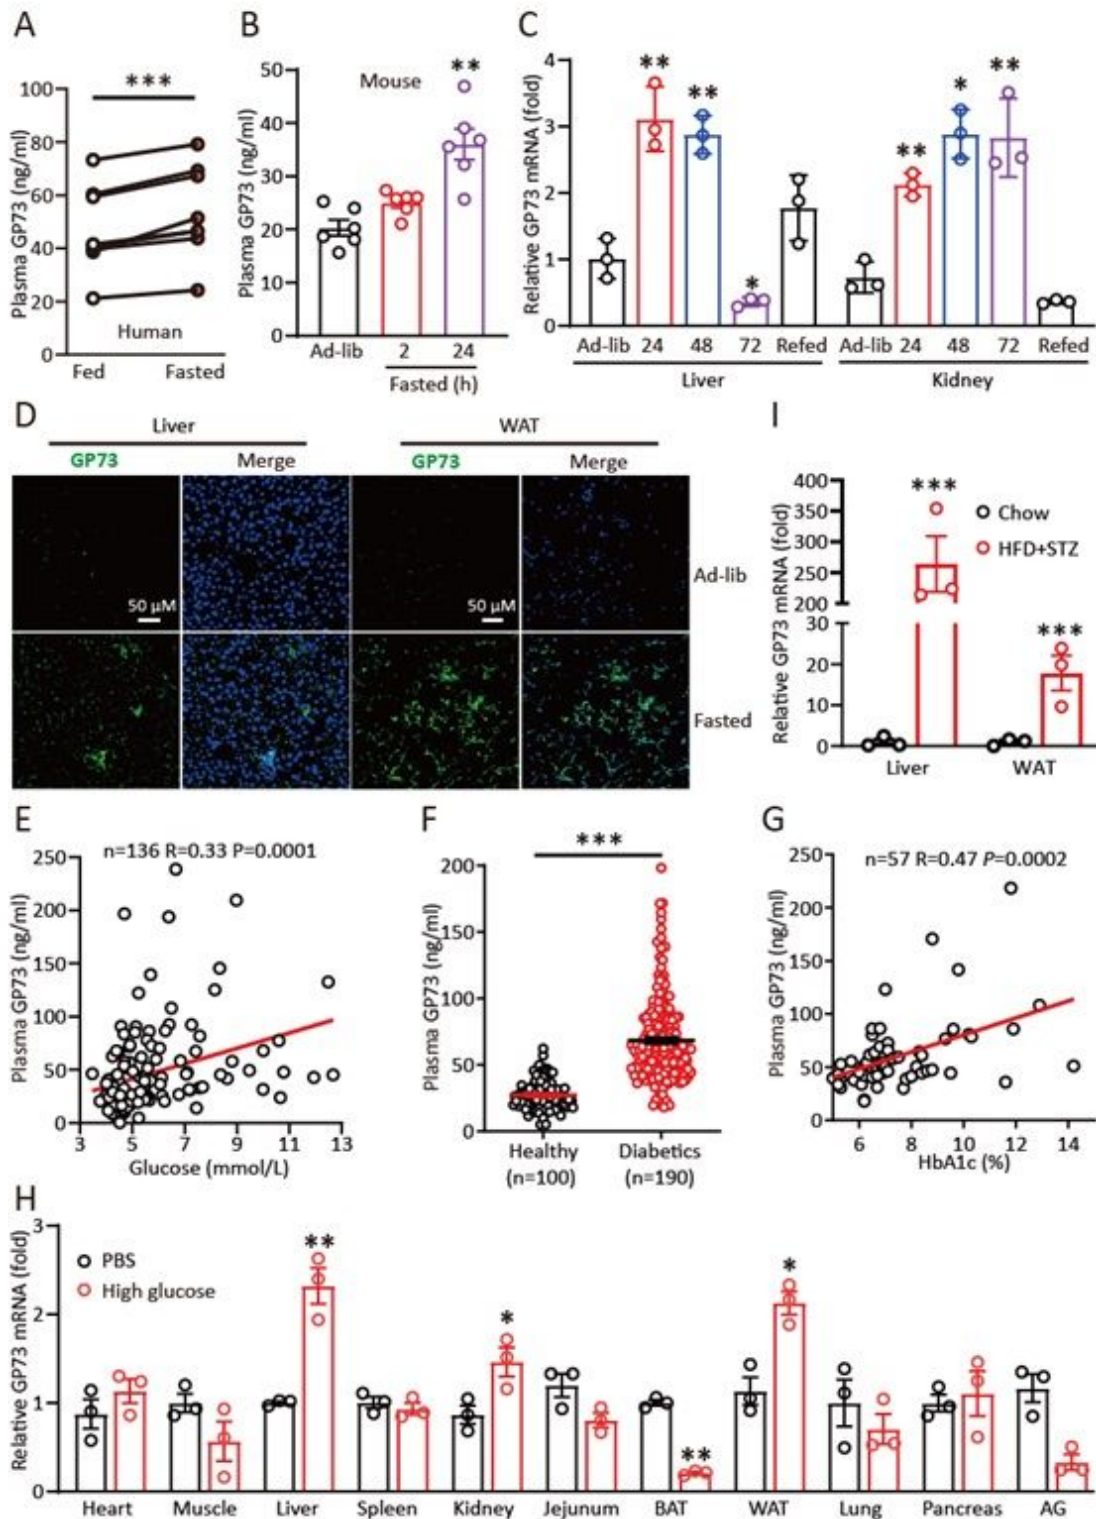 A
***
Plasma GP73 (ng/ml)
100
80
60
40
20
0
Human
Fed Fasted
B
Mouse
**
Plasma GP73 (ng/ml)
50
40
30
20
10
0
Ad-lib 2 24
Fasted (h)
C
Relative GP73 mRNA (fold)
4
3
2
1
0
** ** * ** * **
Ad-lib 24 48 72 Refed Ad-lib 24 48 72 Refed
Liver Kidney
D
Liver WAT
GP73 Merge GP73 Merge
50 μM 50 μM
Ad-lib
Fasted
I
Relative GP73 mRNA (fold)
400
350
300
250
200
30
20
10
0
***
***
Chow
HFD+STZ
Liver WAT
E
n=136 R=0.33 P=0.0001
Plasma GP73 (ng/ml)
250
200
150
100
50
0
3 5 7 9 11 13
Glucose (mmol/L)
F
***
Plasma GP73 (ng/ml)
200
150
100
50
0
Healthy Diabetics
(n=100) (n=190)
G
n=57 R=0.47 P=0.0002
Plasma GP73 (ng/ml)
250
200
150
100
50
0
6 8 10 12 14
HbA1c (%)
H
Relative GP73 mRNA (fold)
3
2
1
0
PBS
High glucose
** * ** *
Heart Muscle Liver Spleen Kidney Jejunum BAT WAT Lung Pancreas AG